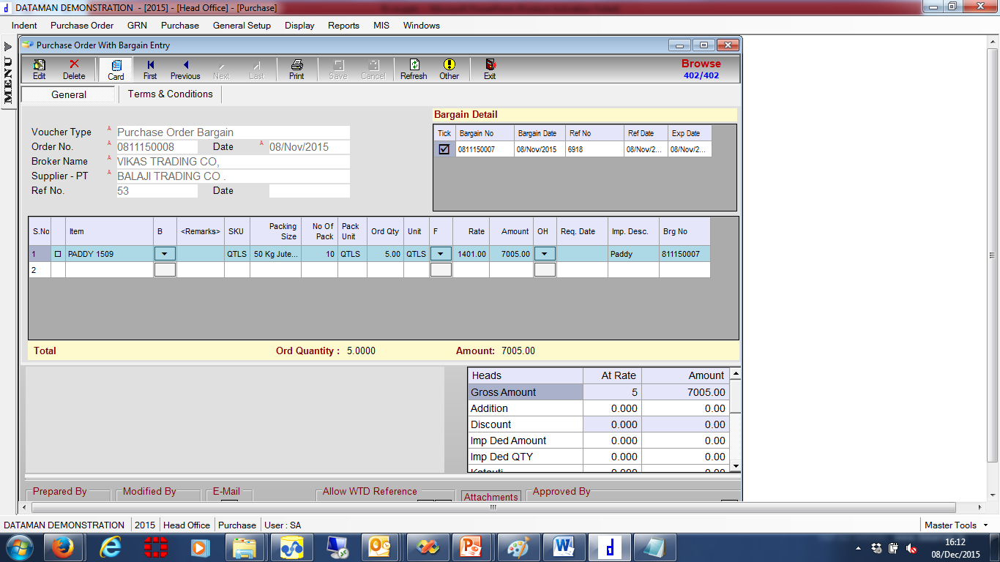 DATAMAN DEMONSTRATION - [2015] - [Head Office] - [Purchase]
Indent Purchase Order GRN Purchase General Setup Display Reports MIS Windows
MENU
Purchase Order With Bargain Entry
Edit Delete Card First Previous Next Last Print Save Cancel Refresh Other Exit
Browse
402/402
General Terms & Conditions
Bargain Detail
Tick Bargain No Bargain Date Ref No Ref Date Exp Date
0811150007 08/Nov/2015 6918 08/Nov/2... 08/Nov/2...
Voucher Type Purchase Order Bargain
Order No. 0811150008 Date 08/Nov/2015
Broker Name VIKAS TRADING CO,
Supplier - PT BALAJI TRADING CO .
Ref No. 53 Date
S.No Item B <Remarks> SKU Packing Size No Of Pack Pack Unit Ord Qty Unit F Rate Amount OH Req. Date Imp. Desc. Brg No
1 PADDY 1509 QTLS 50 Kg Jute... 10 QTLS 5.00 QTLS 1401.00 7005.00 Paddy 811150007
2
Total Ord Quantity : 5.0000 Amount: 7005.00
Heads At Rate Amount
Gross Amount 5 7005.00
Addition 0.000 0.00
Discount 0.000 0.00
Imp Ded Amount 0.000 0.00
Imp Ded QTY 0.000 0.00
Prepared By Modified By E-Mail Allow WTD Reference Attachments Approved By
DATAMAN DEMONSTRATION 2015 Head Office Purchase User : SA Master Tools
16:12
08/Dec/2015